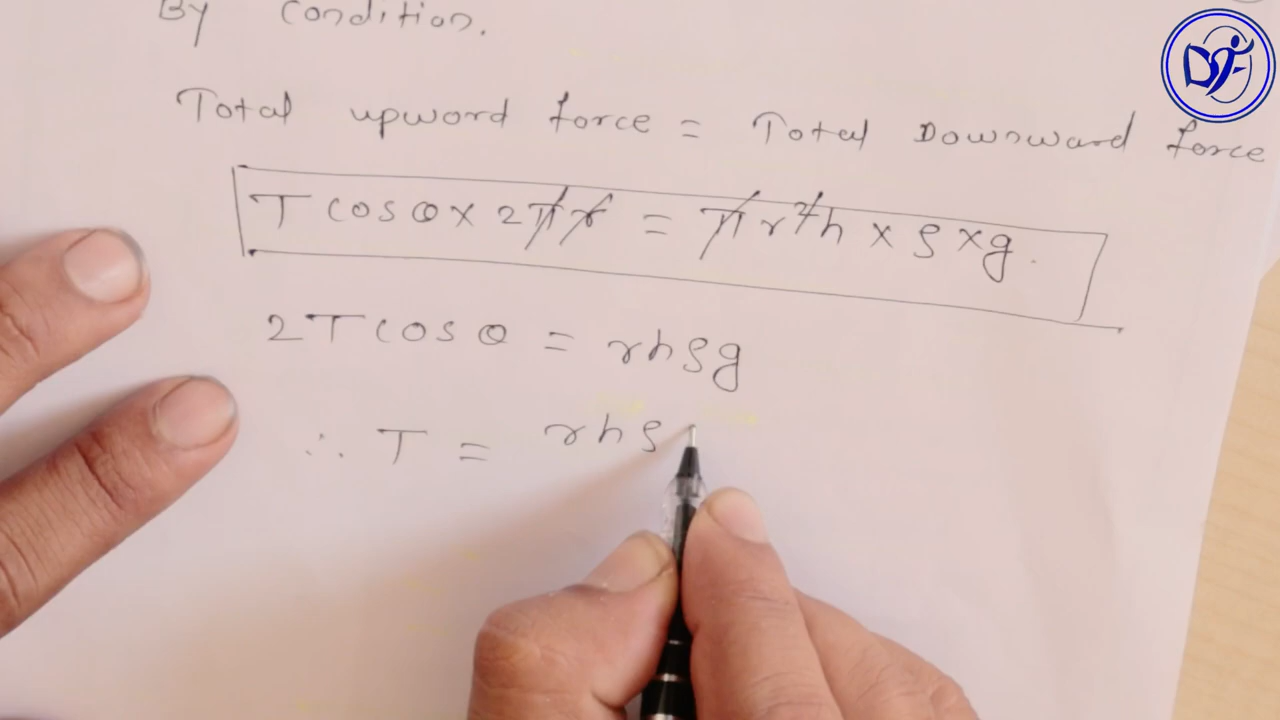 By condition.
Total upword force = Total Downward force
T cos θ × 2πr = πr²h × ρ × g.
2T cos θ = rhρg
∴ T = rhρ